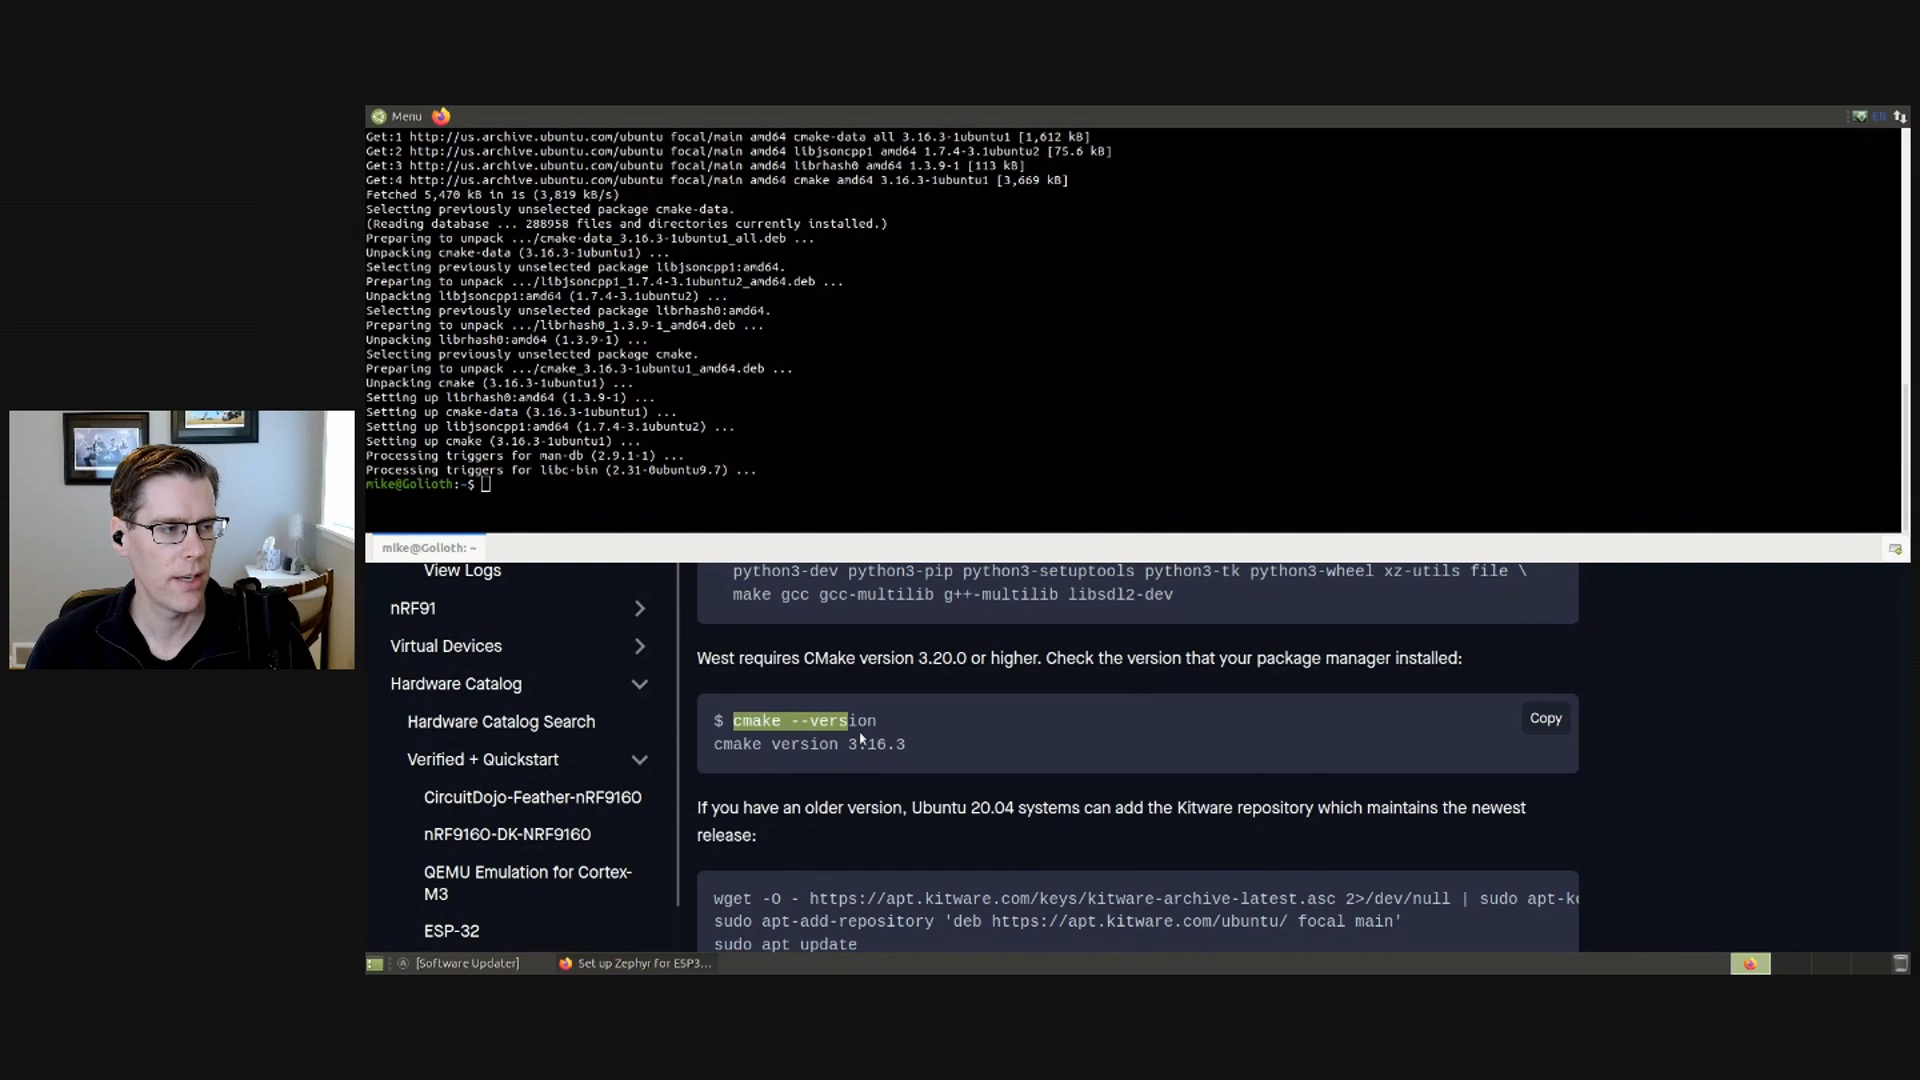 Menu
EN
Get:1 http://us.archive.ubuntu.com/ubuntu focal/main amd64 cmake-data all 3.16.3-1ubuntu1 [1,612 kB]
Get:2 http://us.archive.ubuntu.com/ubuntu focal/main amd64 libjsoncpp1 amd64 1.7.4-3.1ubuntu2 [75.6 kB]
Get:3 http://us.archive.ubuntu.com/ubuntu focal/main amd64 librhash0 amd64 1.3.9-1 [113 kB]
Get:4 http://us.archive.ubuntu.com/ubuntu focal/main amd64 cmake amd64 3.16.3-1ubuntu1 [3,669 kB]
Fetched 5,470 kB in 1s (3,819 kB/s)
Selecting previously unselected package cmake-data.
(Reading database ... 288958 files and directories currently installed.)
Preparing to unpack .../cmake-data_3.16.3-1ubuntu1_all.deb ...
Unpacking cmake-data (3.16.3-1ubuntu1) ...
Selecting previously unselected package libjsoncpp1:amd64.
Preparing to unpack .../libjsoncpp1_1.7.4-3.1ubuntu2_amd64.deb ...
Unpacking libjsoncpp1:amd64 (1.7.4-3.1ubuntu2) ...
Selecting previously unselected package librhash0:amd64.
Preparing to unpack .../librhash0_1.3.9-1_amd64.deb ...
Unpacking librhash0:amd64 (1.3.9-1) ...
Selecting previously unselected package cmake.
Preparing to unpack .../cmake_3.16.3-1ubuntu1_amd64.deb ...
Unpacking cmake (3.16.3-1ubuntu1) ...
Setting up librhash0:amd64 (1.3.9-1) ...
Setting up cmake-data (3.16.3-1ubuntu1) ...
Setting up libjsoncpp1:amd64 (1.7.4-3.1ubuntu2) ...
Setting up cmake (3.16.3-1ubuntu1) ...
Processing triggers for man-db (2.9.1-1) ...
Processing triggers for libc-bin (2.31-0ubuntu9.7) ...
mike@Golioth:~$
mike@Golioth: ~
View Logs
nRF91
Virtual Devices
Hardware Catalog
Hardware Catalog Search
Verified + Quickstart
CircuitDojo-Feather-nRF9160
nRF9160-DK-NRF9160
QEMU Emulation for Cortex-
M3
ESP-32
python3-dev python3-pip python3-setuptools python3-tk python3-wheel xz-utils file \
make gcc gcc-multilib g++-multilib libsdl2-dev
West requires CMake version 3.20.0 or higher. Check the version that your package manager installed:
$ cmake --version
Copy
cmake version 3.16.3
If you have an older version, Ubuntu 20.04 systems can add the Kitware repository which maintains the newest
release:
wget -O - https://apt.kitware.com/keys/kitware-archive-latest.asc 2>/dev/null | sudo apt-k
sudo apt-add-repository 'deb https://apt.kitware.com/ubuntu/ focal main'
sudo apt update
[Software Updater]
Set up Zephyr for ESP3...